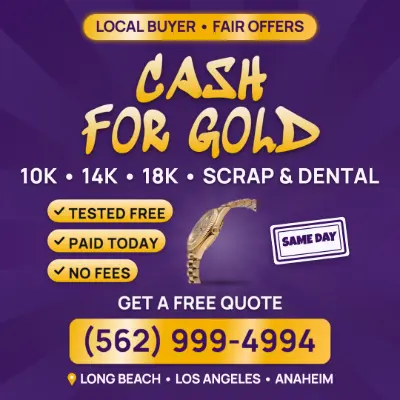 LOCAL BUYER • FAIR OFFERS
CASH
FOR GOLD
10K • 14K • 18K • SCRAP & DENTAL
TESTED FREE
PAID TODAY
NO FEES
SAME DAY
GET A FREE QUOTE
(562) 999-4994
LONG BEACH • LOS ANGELES • ANAHEIM